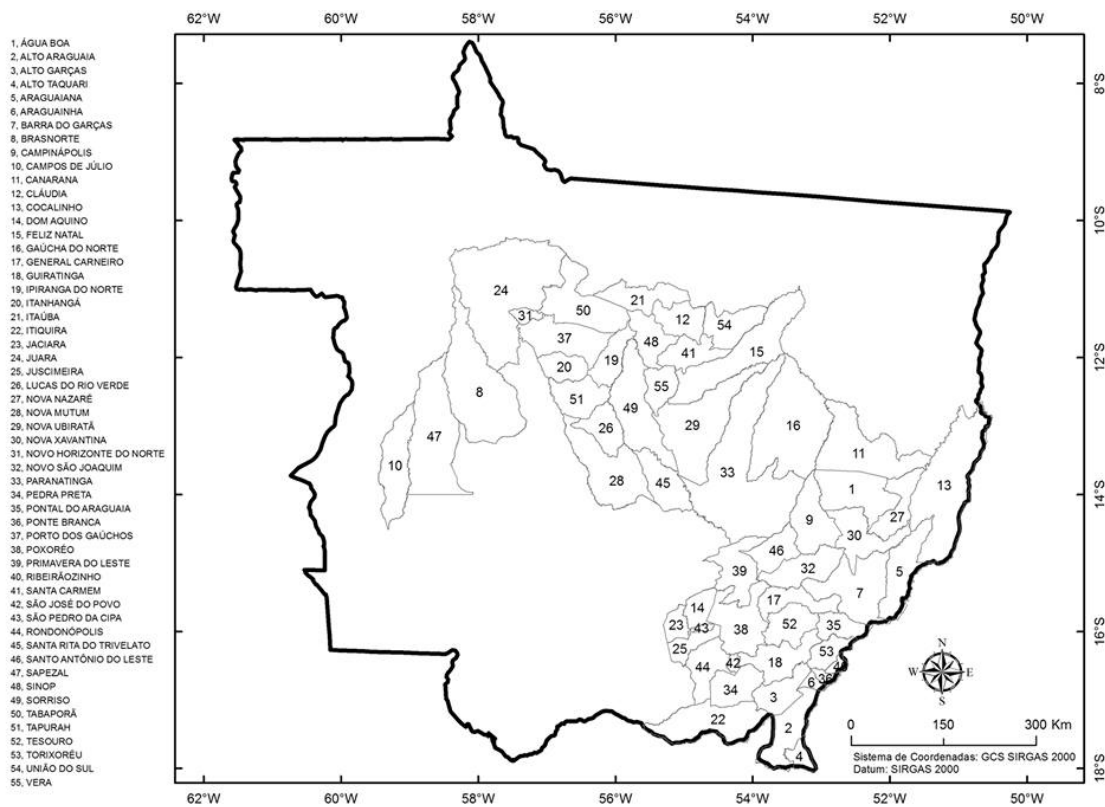 62°W 60°W 58°W 56°W 54°W 52°W 50°W
1, ÁGUA BOA
2, ALTO ARAGUAIA
3, ALTO GARÇAS
4, ALTO TAQUARI
5, ARAGUAIANA
6, ARAGUAINHA
7, BARRA DO GARÇAS
8, BRASNORTE
9, CAMPINÁPOLIS
10, CAMPOS DE JÚLIO
11, CANARANA
12, CLÁUDIA
13, COCALINHO
14, DOM AQUINO
15, FELIZ NATAL
16, GAÚCHA DO NORTE
17, GENERAL CARNEIRO
18, GUIRATINGA
19, IPIRANGA DO NORTE
20, ITANHANGÁ
21, ITAÚBA
22, ITIQUIRA
23, JACIARA
24, JUARA
25, JUSCIMEIRA
26, LUCAS DO RIO VERDE
27, NOVA NAZARÉ
28, NOVA MUTUM
29, NOVA UBIRATÃ
30, NOVA XAVANTINA
31, NOVO HORIZONTE DO NORTE
32, NOVO SÃO JOAQUIM
33, PARANATINGA
34, PEDRA PRETA
35, PONTAL DO ARAGUAIA
36, PONTE BRANCA
37, PORTO DOS GAÚCHOS
38, POXORÉO
39, PRIMAVERA DO LESTE
40, RIBEIRÃOZINHO
41, SANTA CARMEM
42, SÃO JOSÉ DO POVO
43, SÃO PEDRO DA CIPA
44, RONDONÓPOLIS
45, SANTA RITA DO TRIVELATO
46, SANTO ANTÔNIO DO LESTE
47, SAPEZAL
48, SINOP
49, SORRISO
50, TABAPORÃ
51, TAPURAH
52, TESOURO
53, TORIXORÉU
54, UNIÃO DO SUL
55, VERA
8°S
10°S
12°S
14°S
16°S
18°S
24
21
50
31
12
54
37
48
41
15
19
20
55
8
51
49
26
29
16
47
33
11
10
28
45
1
13
9
27
30
46
39
32
5
17
7
14
23
43
38
52
35
25
53
44
42
18
6
36
34
3
22
2
4
N
W E
S
0 150 300 Km
Sistema de Coordenadas: GCS SIRGAS 2000
Datum: SIRGAS 2000
62°W 60°W 58°W 56°W 54°W 52°W 50°W